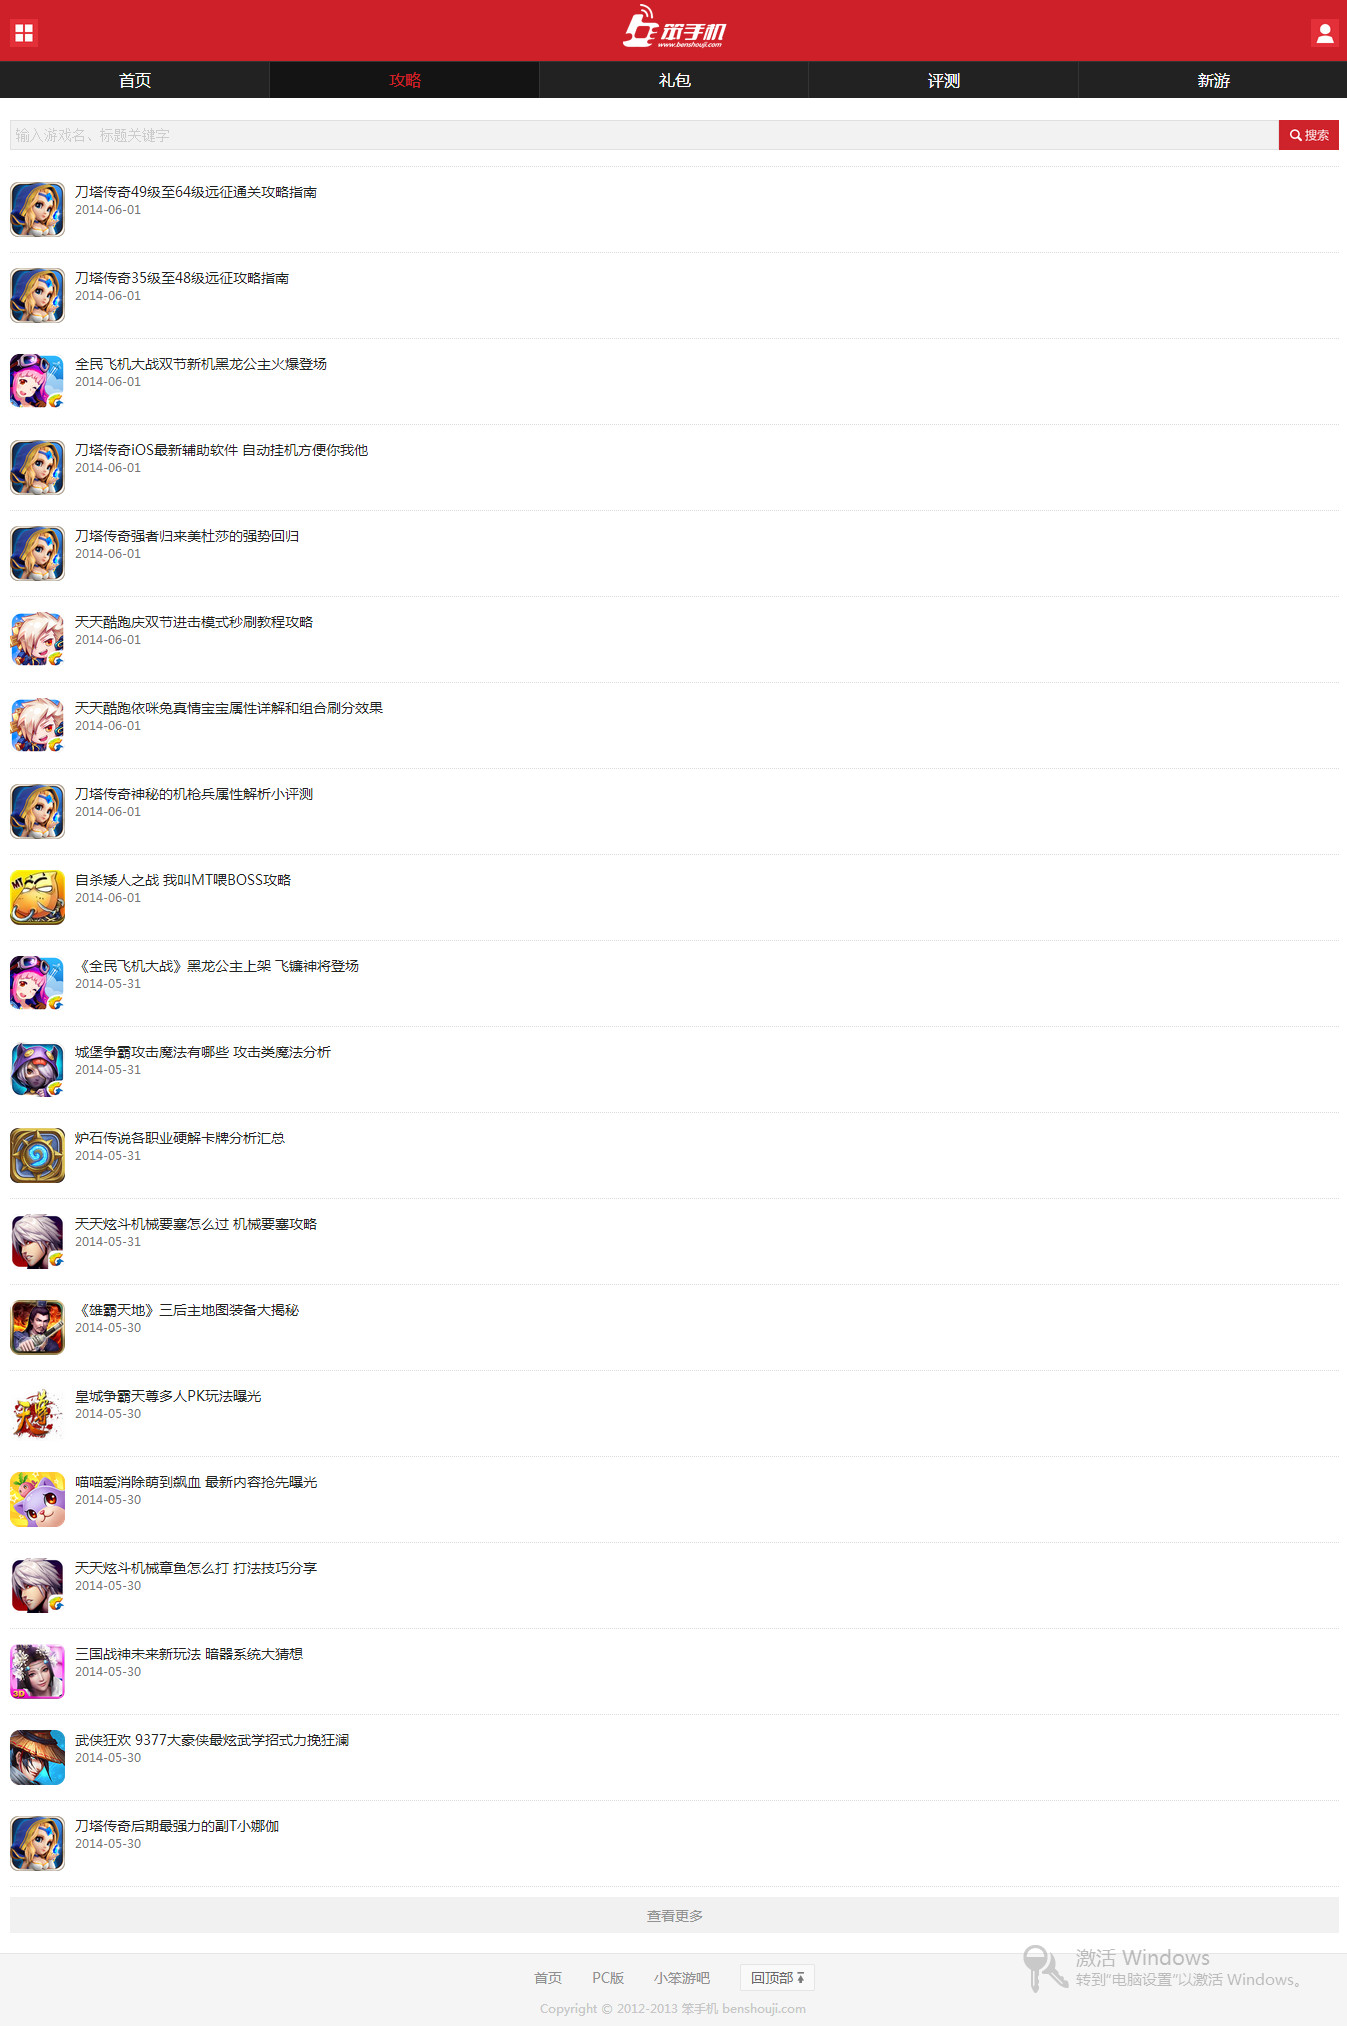 笨手机
www.benshouji.com
首页 攻略 礼包 评测 新游
输入游戏名、标题关键字 搜索
刀塔传奇49级至64级远征通关攻略指南
2014-06-01
刀塔传奇35级至48级远征攻略指南
2014-06-01
全民飞机大战双节新机黑龙公主火爆登场
2014-06-01
刀塔传奇iOS最新辅助软件 自动挂机方便你我他
2014-06-01
刀塔传奇强者归来美杜莎的强势回归
2014-06-01
天天酷跑庆双节进击模式秒刷教程攻略
2014-06-01
天天酷跑依咪兔真情宝宝属性详解和组合刷分效果
2014-06-01
刀塔传奇神秘的机枪兵属性解析小评测
2014-06-01
MT
自杀矮人之战 我叫MT喂BOSS攻略
2014-06-01
《全民飞机大战》黑龙公主上架 飞镰神将登场
2014-05-31
城堡争霸攻击魔法有哪些 攻击类魔法分析
2014-05-31
炉石传说各职业硬解卡牌分析汇总
2014-05-31
天天炫斗机械要塞怎么过 机械要塞攻略
2014-05-31
《雄霸天地》三后主地图装备大揭秘
2014-05-30
皇城争霸天尊多人PK玩法曝光
2014-05-30
喵喵爱消除萌到飙血 最新内容抢先曝光
2014-05-30
天天炫斗机械章鱼怎么打 打法技巧分享
2014-05-30
三国战神未来新玩法 暗器系统大猜想
2014-05-30
3D
武侠狂欢 9377大豪侠最炫武学招式力挽狂澜
2014-05-30
刀塔传奇后期最强力的副T小娜伽
2014-05-30
查看更多
首页 PC版 小笨游吧 回顶部
Copyright © 2012-2013 笨手机 benshouji.com
激活 Windows
转到"电脑设置"以激活 Windows。